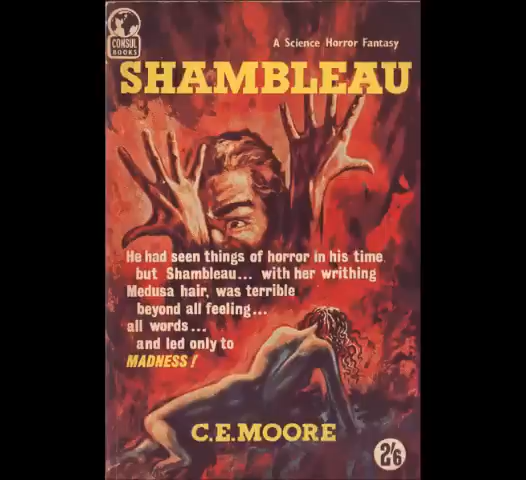 CONSUL
BOOKS
A Science Horror Fantasy
SHAMBLEAU
He had seen things of horror in his time
but Shambleau... with her writhing
Medusa hair, was terrible
beyond all feeling...
all words...
and led only to
MADNESS!
C.E.MOORE
2/6